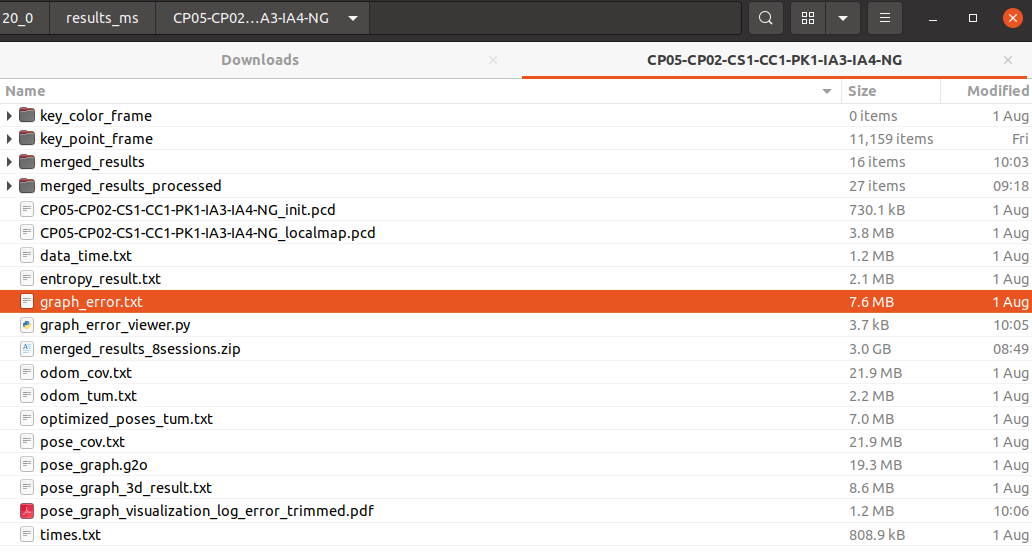 20_0 results_ms CP05-CP02...A3-IA4-NG
Downloads CP05-CP02-CS1-CC1-PK1-IA3-IA4-NG
Name Size Modified
key_color_frame 0 items 1 Aug
key_point_frame 11,159 items Fri
merged_results 16 items 10:03
merged_results_processed 27 items 09:18
CP05-CP02-CS1-CC1-PK1-IA3-IA4-NG_init.pcd 730.1 kB 1 Aug
CP05-CP02-CS1-CC1-PK1-IA3-IA4-NG_localmap.pcd 3.8 MB 1 Aug
data_time.txt 1.2 MB 1 Aug
entropy_result.txt 2.1 MB 1 Aug
graph_error.txt 7.6 MB 1 Aug
graph_error_viewer.py 3.7 kB 10:05
merged_results_8sessions.zip 3.0 GB 08:49
odom_cov.txt 21.9 MB 1 Aug
odom_tum.txt 2.2 MB 1 Aug
optimized_poses_tum.txt 7.0 MB 1 Aug
pose_cov.txt 21.9 MB 1 Aug
pose_graph.g2o 19.3 MB 1 Aug
pose_graph_3d_result.txt 8.6 MB 1 Aug
pose_graph_visualization_log_error_trimmed.pdf 1.2 MB 10:06
times.txt 808.9 kB 1 Aug